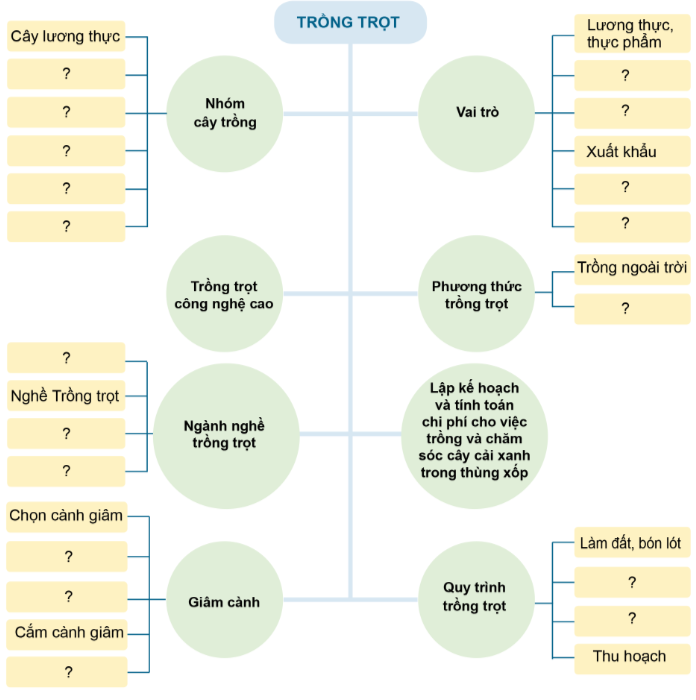 TRỒNG TRỌT
Cây lương thực
?
?
?
?
?
Nhóm
cây trồng
Vai trò
Lương thực,
thực phẩm
?
?
Xuất khẩu
?
?
Trồng trọt
công nghệ cao
Phương thức
trồng trọt
Trồng ngoài trời
?
?
Nghề Trồng trọt
?
?
Ngành nghề
trồng trọt
Lập kế hoạch
và tính toán
chi phí cho việc
trồng và chăm
sóc cây cải xanh
trong thùng xốp
Chọn cành giâm
?
?
Cắm cành giâm
?
Giâm cành
Quy trình
trồng trọt
Làm đất, bón lót
?
?
Thu hoạch